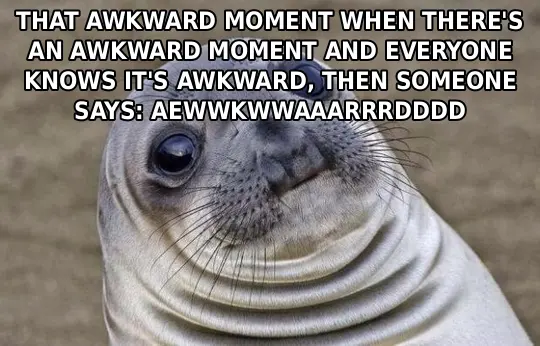 THAT AWKWARD MOMENT WHEN THERE'S
AN AWKWARD MOMENT AND EVERYONE
KNOWS IT'S AWKWARD, THEN SOMEONE
SAYS: AEWWKWWAAARRRDDDD